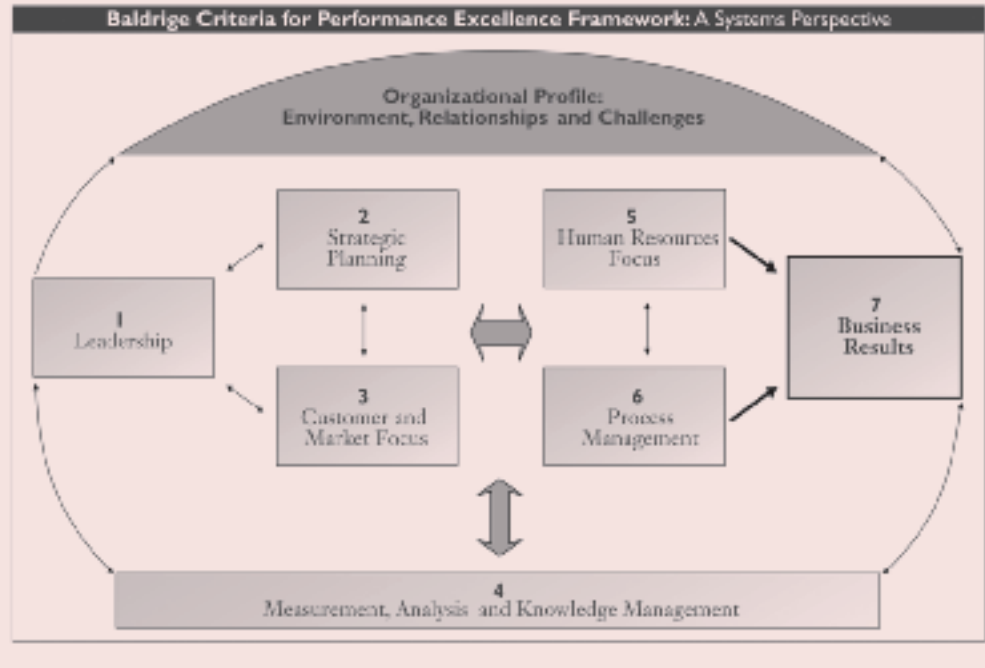 Baldrige Criteria for Performance Excellence Framework: A Systems Perspective
Organizational Profile:
Environment, Relationships and Challenges
2
Strategic
Planning
5
Human Resources
Focus
1
Leadership
7
Business
Results
3
Customer and
Market Focus
6
Process
Management
4
Measurement, Analysis and Knowledge Management